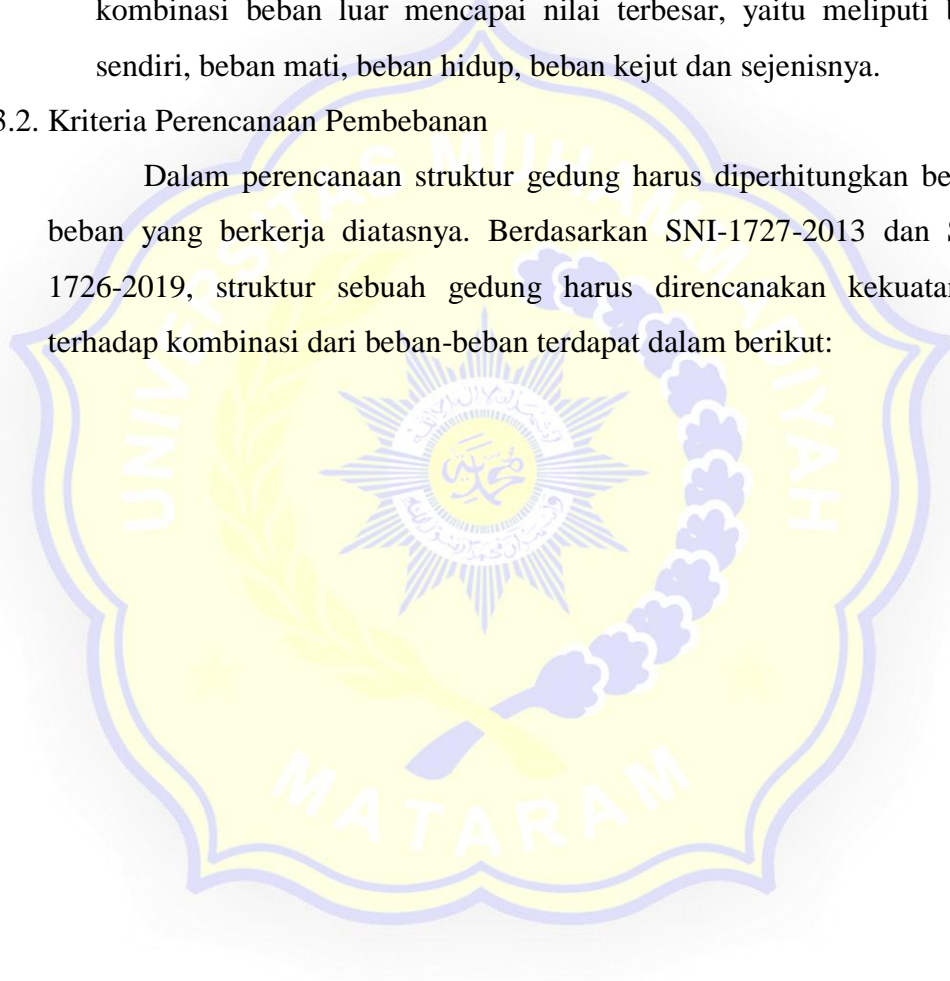 kombinasi beban luar mencapai nilai terbesar, yaitu meliputi
sendiri, beban mati, beban hidup, beban kejut dan sejenisnya.
3.2. Kriteria Perencanaan Pembebanan
Dalam perencanaan struktur gedung harus diperhitungkan
beban yang berkerja diatasnya. Berdasarkan SNI-1727-2013 dan
1726-2019, struktur sebuah gedung harus direncanakan
terhadap kombinasi dari beban-beban terdapat dalam berikut:
UNIVERSITAS MUHAMMADIYAH
MATARAM